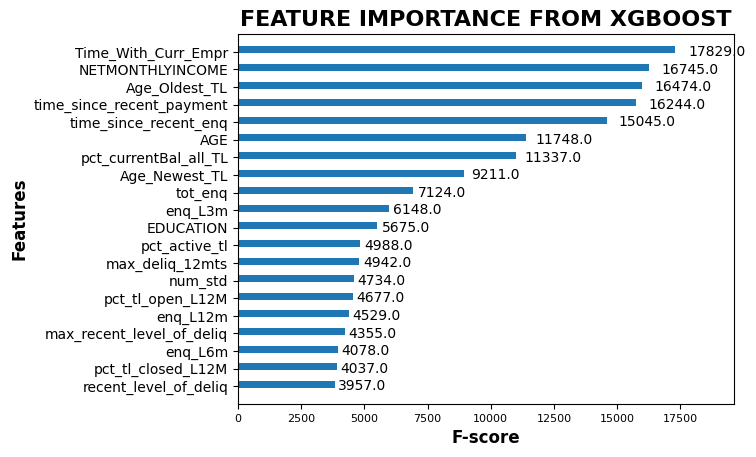 FEATURE IMPORTANCE FROM XGBOOST
Features
Time_With_Curr_Empr 17829.0
NETMONTHLYINCOME 16745.0
Age_Oldest_TL 16474.0
time_since_recent_payment 16244.0
time_since_recent_enq 15045.0
AGE 11748.0
pct_currentBal_all_TL 11337.0
Age_Newest_TL 9211.0
tot_enq 7124.0
enq_L3m 6148.0
EDUCATION 5675.0
pct_active_tl 4988.0
max_deliq_12mts 4942.0
num_std 4734.0
pct_tl_open_L12M 4677.0
enq_L12m 4529.0
max_recent_level_of_deliq 4355.0
enq_L6m 4078.0
pct_tl_closed_L12M 4037.0
recent_level_of_deliq 3957.0
0 2500 5000 7500 10000 12500 15000 17500
F-score